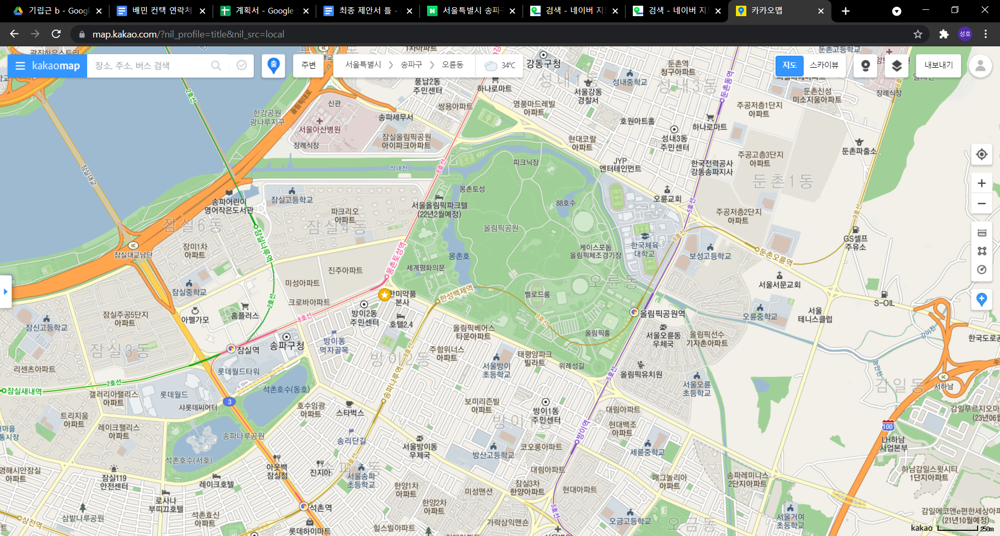 기립근 b - Googl
배민 컨택 연락처
계획서 - Google
최종 제안서 틀 -
서울특별시 송파구
검색 - 네이버 지도
검색 - 네이버 지도
카카오맵
map.kakao.com/?nil_profile=title&nil_src=local
성호
kakaomap
장소, 주소, 버스 검색
출
주변
서울특별시
송파구
오륜동
34℃
지도
스카이뷰
내보내기
강동구청
성내1동
성내3동
둔촌역
청구아파트
둔촌고등학교
장례식장
2호선
올림픽대로
한강공원
광나루지구
신관
서울아산병원
장례식장
풍납2동
주민센터
하나로마트
쌍용아파트
송파세무서
잠실올림픽공원
아이파크아파트
영풍마드레빌
아파트
서울강동
경찰서
성내중학교
호원아트홀
성내3동
주민센터
현대코랄
아파트
둔촌동역
둔촌신성
미소지움아파트
주공저층1단지
아파트
하나로마트
둔촌파출소
주공고층3단지
아파트
한국전력공사
강동송파지사
둔촌1동
주공저층2단지
아파트
JYP
엔터테인먼트
오륜교회
5호선
9호선
잠실대교
성내천
8호선
피크닉장
몽촌토성
88호수
올림픽공원
서울올림픽파크텔
(22년2월예정)
잠실고등학교
송파어린이
영어작은도서관
파크리오
아파트
잠실6동
잠실4동
장미1차
아파트
IC
잠실대교남단
잠실나루역
몽촌토성역
몽촌호
케이스포돔
올림픽체조경기장
한국체육
대학교
보성고등학교
둔촌오륜역
GS셀프
주유소
세계평화의문
진주아파트
미성아파트
잠실중학교
크로바아파트
2호선
8호선
한미약품
본사
한성백제역
벨로드롬
오륜동
서울서문교회
S-OIL
잠실주공5단지
아파트
아펠가모
홈플러스
방이2동
주민센터
호텔2.4
올림픽공원역
오륜중학교
서울
테니스클럽
감이천
잠신고등학교
잠실3동
잠실역
송파구청
방이동
먹자골목
올림픽베어스
타운아파트
올림픽홀
9호선
서울오륜동
우체국
올림픽선수
기자촌아파트
리센츠아파트
롯데월드타워
방이2동
주함위너스
아파트
서울방이
초등학교
태평양파크
빌라트
위례성길
올림픽유치원
서울오륜
초등학교
능안천
IC
서하남
감일동
잠실새내역
2호선
갤러리아팰리스
아파트
롯데월드
샤롯데씨어터
3
석촌호수(동호)
호수임광
아파트
스타벅스
송파나루역
9호선
보미리즌빌
아파트
방이1동
주민센터
5호선
대림아파트
감일푸르지오마
(23년06월
트리지움
아파트
레이크팰리스
아파트
송파나루공원
송리단길
서울방이동
우체국
방산고등학교
코오롱아파트
방이역
현대백조
아파트
세륜중학교
100
LH하남
사업본부
석촌호수(서호)
아웃백
잠실점
진지아
9호선
서울송파
초등학교
대림아파트
매그놀리아
아파트
송파레미니스
2단지아파트
하남감일스윗시티
1단지아파트
영해시안잠실
아파트
잠실119
안전센터
레이크호텔
로사나
부띠끄호텔
한양1차
아파트
미성맨션
잠실3차
한양아파트
현대아파트
삼밭나루공원
석촌효신
아파트
석촌역
한양2차
아파트
5호선
오금고등학교
오금동
서울거여
초등학교
감일에코앤e편한세상아파
(21년10월예정)
삼전역
롯데하이마트
힐스빌아파트
가락삼익맨숀
kakao
250m